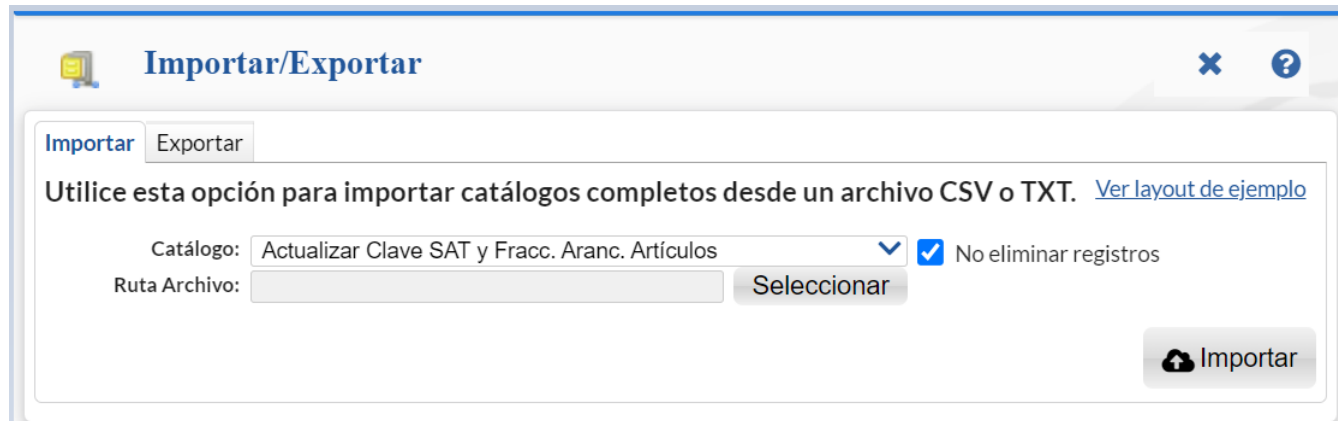 Importar/Exportar
Importar Exportar
Utilice esta opción para importar catálogos completos desde un archivo CSV o TXT. Ver layout de ejemplo
Catálogo: Actualizar Clave SAT y Fracc. Aranc. Artículos No eliminar registros
Ruta Archivo: Seleccionar
Importar